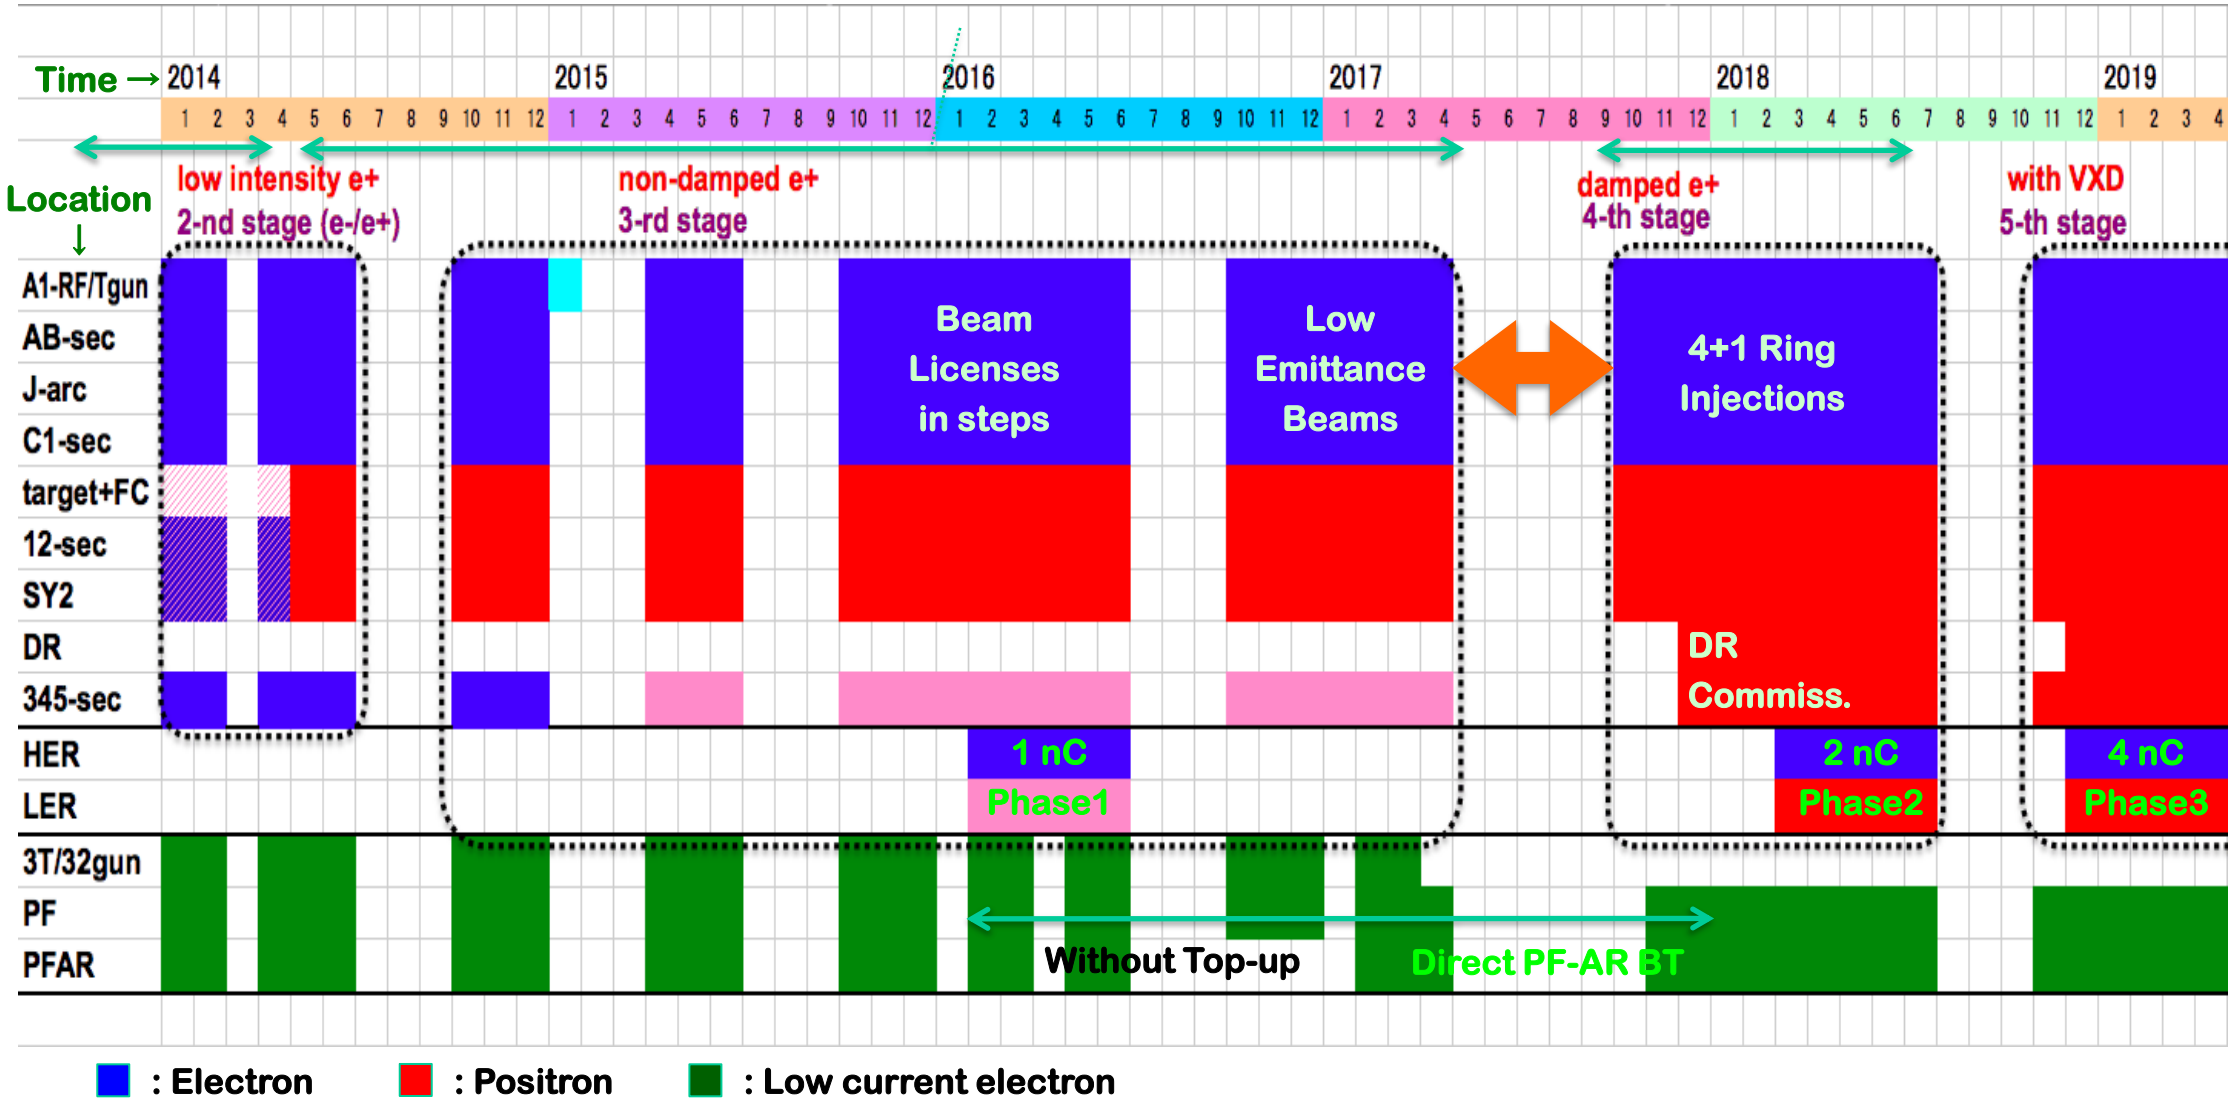 Time → 2014 2015 2016 2017 2018 2019
1 2 3 4 5 6 7 8 9 10 11 12 1 2 3 4 5 6 7 8 9 10 11 12 1 2 3 4 5 6 7 8 9 10 11 12 1 2 3 4 5 6 7 8 9 10 11 12 1 2 3 4 5 6 7 8 9 10 11 12 1 2 3 4
low intensity e+ non-damped e+ damped e+ with VXD
Location ↓
2-nd stage (e-/e+) 3-rd stage 4-th stage 5-th stage
A1-RF/Tgun
AB-sec
J-arc
C1-sec
Beam
Licenses
in steps
Low
Emittance
Beams
4+1 Ring
Injections
target+FC
12-sec
SY2
DR
DR
Commiss.
345-sec
HER 1 nC 2 nC 4 nC
LER Phase1 Phase2 Phase3
3T/32gun
PF
PFAR Without Top-up Direct PF-AR BT
: Electron : Positron : Low current electron